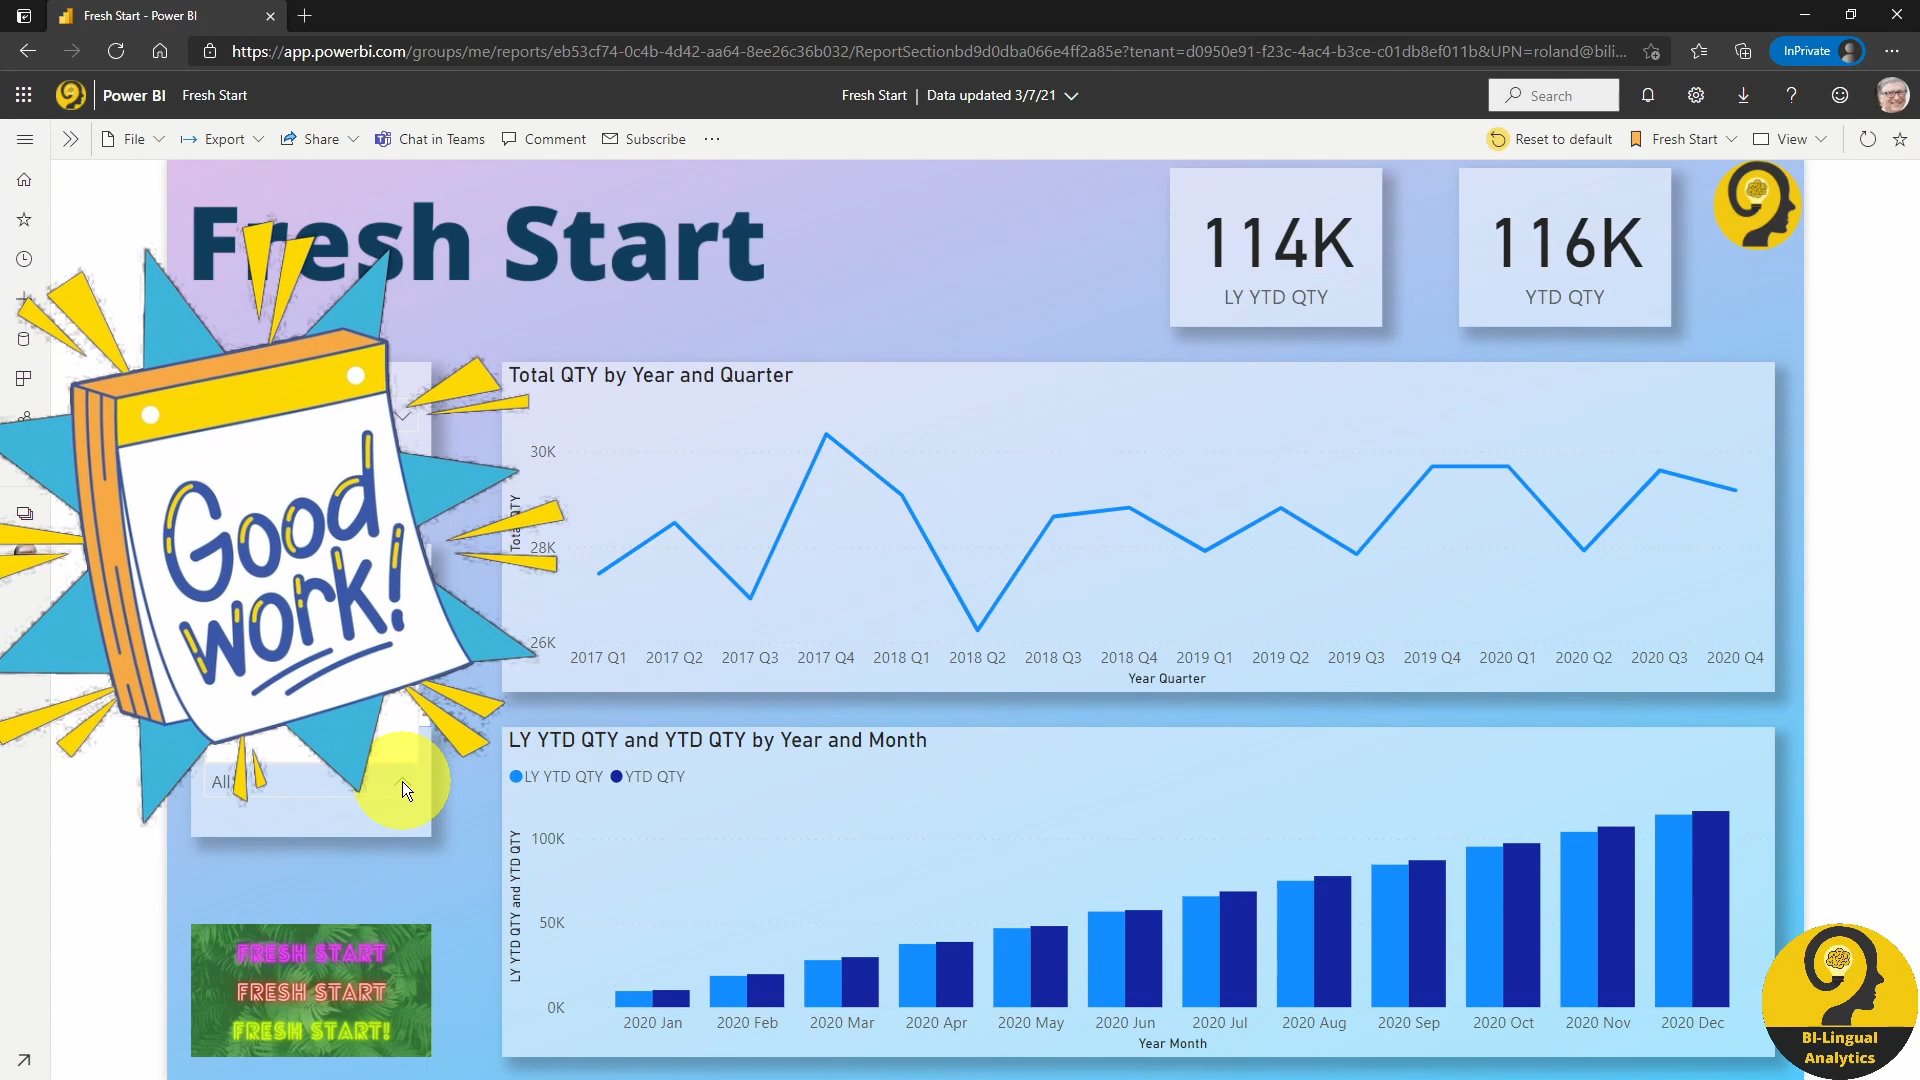 Fresh Start - Power BI
https://app.powerbi.com/groups/me/reports/eb53cf74-0c4b-4d42-aa64-8ee26c36b032/ReportSectionbd9d0dba066e4ff2a85e?tenant=d0950e91-f23c-4ac4-b3ce-c01db8ef011b&UPN=roland@bili...
InPrivate
Power BI Fresh Start
Fresh Start | Data updated 3/7/21
Search
File Export Share Chat in Teams Comment Subscribe ...
Reset to default Fresh Start View
Fresh Start
114K
LY YTD QTY
116K
YTD QTY
Good
work!
All
FRESH START
FRESH START
FRESH START!
Total QTY by Year and Quarter
Total QTY
30K
28K
26K
2017 Q1 2017 Q2 2017 Q3 2017 Q4 2018 Q1 2018 Q2 2018 Q3 2018 Q4 2019 Q1 2019 Q2 2019 Q3 2019 Q4 2020 Q1 2020 Q2 2020 Q3 2020 Q4
Year Quarter
LY YTD QTY and YTD QTY by Year and Month
LY YTD QTY YTD QTY
LY YTD QTY and YTD QTY
100K
50K
0K
2020 Jan 2020 Feb 2020 Mar 2020 Apr 2020 May 2020 Jun 2020 Jul 2020 Aug 2020 Sep 2020 Oct 2020 Nov 2020 Dec
Year Month
BI-Lingual
Analytics